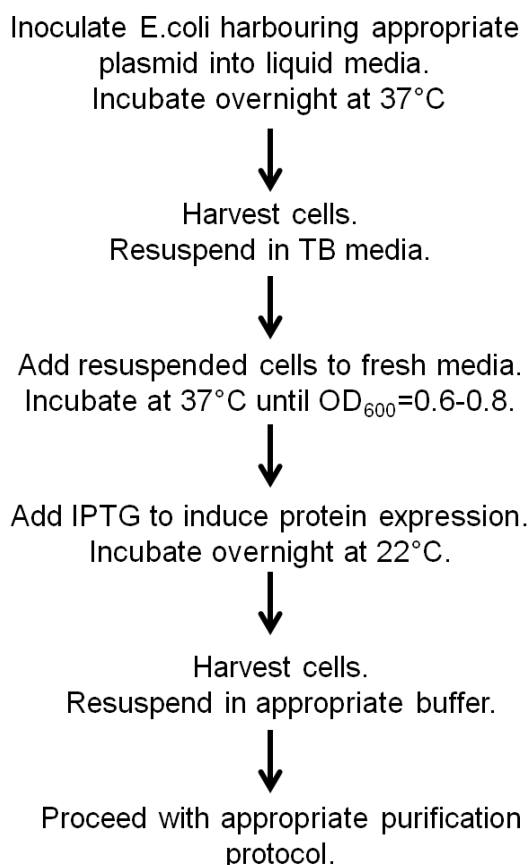 Inoculate E.coli harbouring appropriate
plasmid into liquid media.
Incubate overnight at 37°C
Harvest cells.
Resuspend in TB media.
Add resuspended cells to fresh media.
Incubate at 37°C until OD₆₀₀=0.6-0.8.
Add IPTG to induce protein expression.
Incubate overnight at 22°C.
Harvest cells.
Resuspend in appropriate buffer.
Proceed with appropriate purification
protocol.